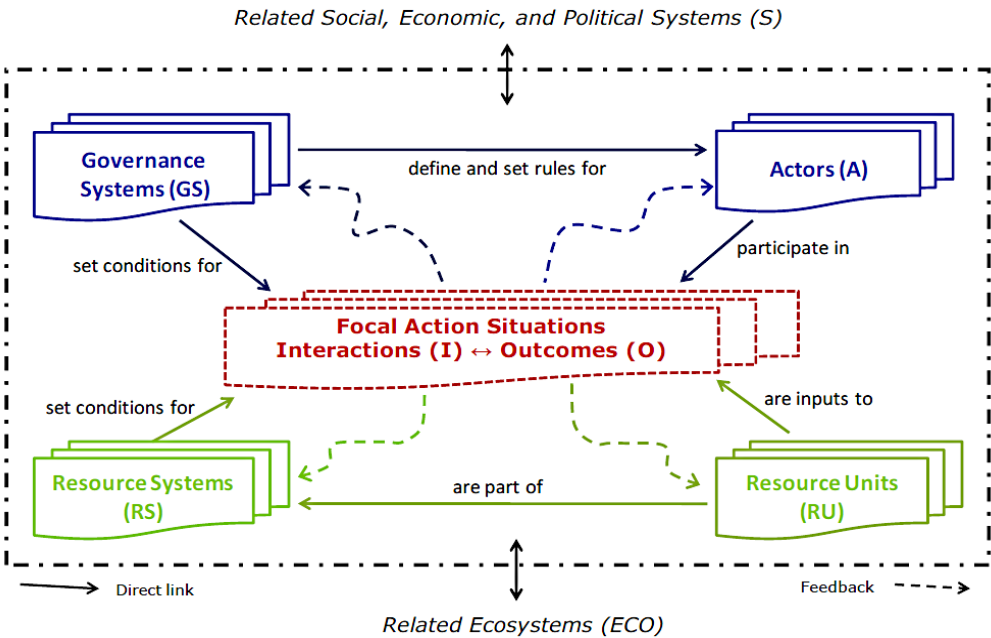 Related Social, Economic, and Political Systems (S)
Governance
Systems (GS)
define and set rules for
Actors (A)
set conditions for
participate in
Focal Action Situations
Interactions (I) ↔ Outcomes (O)
set conditions for
are inputs to
Resource Systems
(RS)
are part of
Resource Units
(RU)
Direct link
Feedback
Related Ecosystems (ECO)